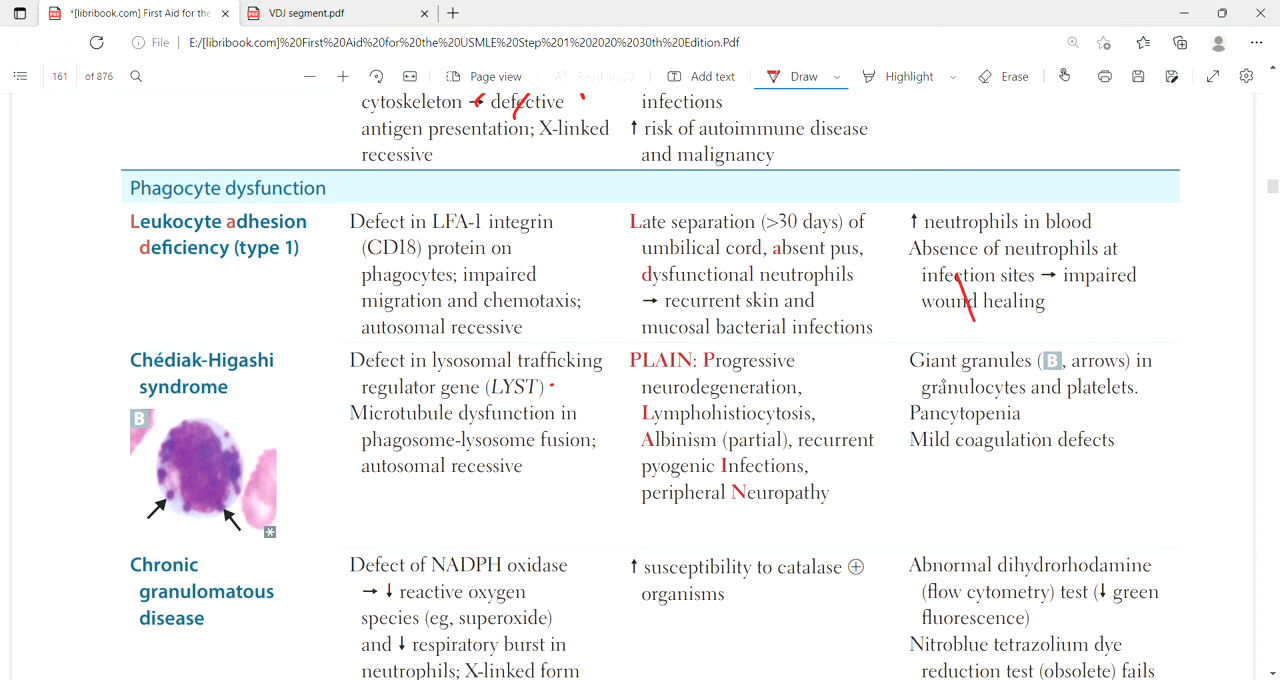 *[libribook.com] First Aid for the
VDJ segment.pdf
File
E:/[libribook.com]%20First%20Aid%20for%20the%20USMLE%20Step%201%202020%2030th%20Edition.Pdf
161 of 876
Page view
Read aloud
Add text
Draw
Highlight
Erase
cytoskeleton → defective
antigen presentation; X-linked
recessive
infections
↑ risk of autoimmune disease
and malignancy
Phagocyte dysfunction
Leukocyte adhesion
deficiency (type 1)
Defect in LFA-1 integrin
(CD18) protein on
phagocytes; impaired
migration and chemotaxis;
autosomal recessive
Late separation (>30 days) of
umbilical cord, absent pus,
dysfunctional neutrophils
→ recurrent skin and
mucosal bacterial infections
↑ neutrophils in blood
Absence of neutrophils at
infection sites → impaired
wound healing
Chédiak-Higashi
syndrome
B
Defect in lysosomal trafficking
regulator gene (LYST)
Microtubule dysfunction in
phagosome-lysosome fusion;
autosomal recessive
PLAIN: Progressive
neurodegeneration,
Lymphohistiocytosis,
Albinism (partial), recurrent
pyogenic Infections,
peripheral Neuropathy
Giant granules (B, arrows) in
granulocytes and platelets.
Pancytopenia
Mild coagulation defects
Chronic
granulomatous
disease
Defect of NADPH oxidase
→ ↓ reactive oxygen
species (eg, superoxide)
and ↓ respiratory burst in
neutrophils; X-linked form
↑ susceptibility to catalase ⊕
organisms
Abnormal dihydrorhodamine
(flow cytometry) test (↓ green
fluorescence)
Nitroblue tetrazolium dye
reduction test (obsolete) fails